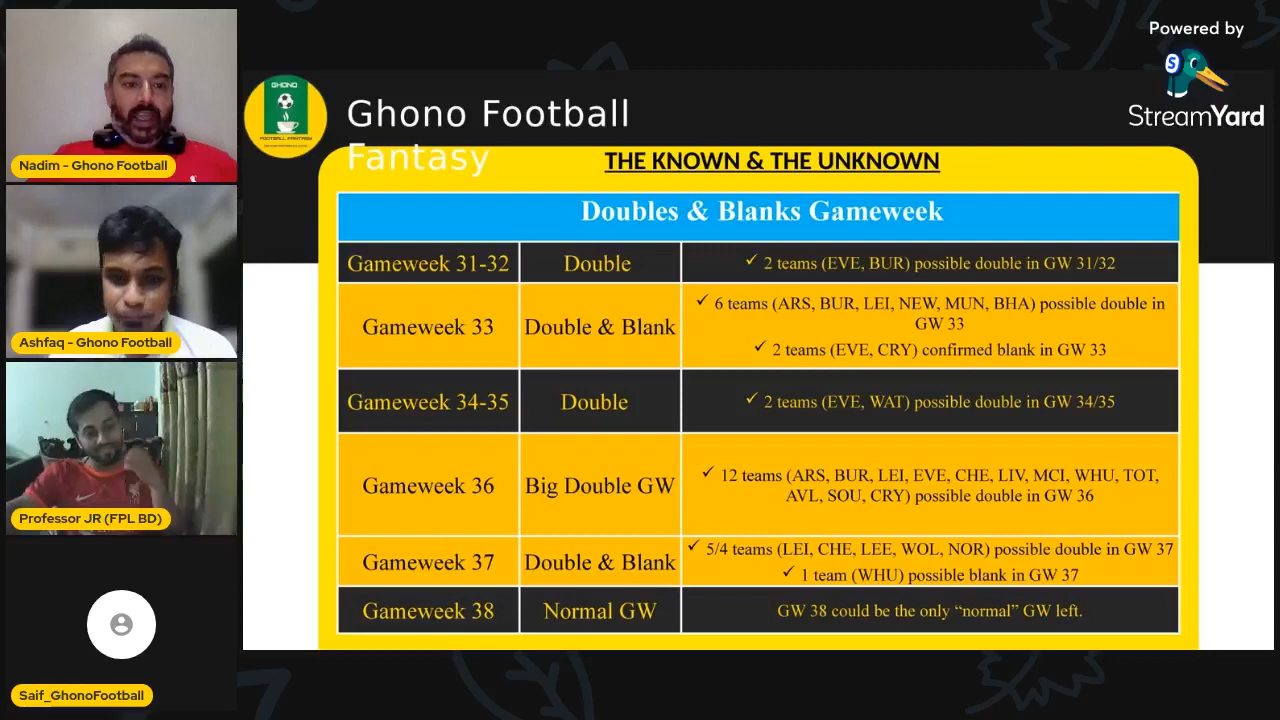 Powered by
StreamYard
GHONO
FOOTBALL FANTASY
Ghono Football
Fantasy
THE KNOWN & THE UNKNOWN
Doubles & Blanks Gameweek
Gameweek 31-32
Double
✓ 2 teams (EVE, BUR) possible double in GW 31/32
Gameweek 33
Double & Blank
✓ 6 teams (ARS, BUR, LEI, NEW, MUN, BHA) possible double in
GW 33
✓ 2 teams (EVE, CRY) confirmed blank in GW 33
Gameweek 34-35
Double
✓ 2 teams (EVE, WAT) possible double in GW 34/35
Gameweek 36
Big Double GW
✓ 12 teams (ARS, BUR, LEI, EVE, CHE, LIV, MCI, WHU, TOT,
AVL, SOU, CRY) possible double in GW 36
Gameweek 37
Double & Blank
✓ 5/4 teams (LEI, CHE, LEE, WOL, NOR) possible double in GW 37
✓ 1 team (WHU) possible blank in GW 37
Gameweek 38
Normal GW
GW 38 could be the only “normal” GW left.
Nadim - Ghono Football
Ashfaq - Ghono Football
Professor JR (FPL BD)
Saif_GhonoFootball